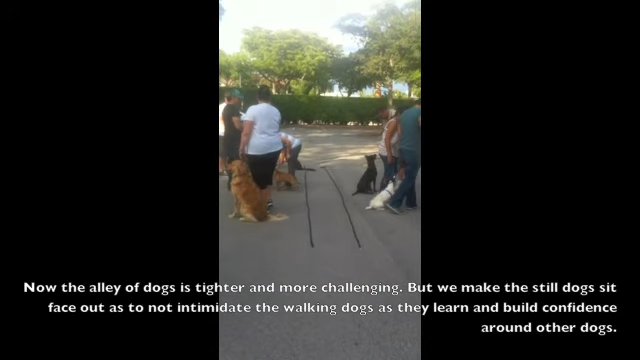 Now the alley of dogs is tighter and more challenging. But we make the still dogs sit
face out as to not intimidate the walking dogs as they learn and build confidence
around other dogs.